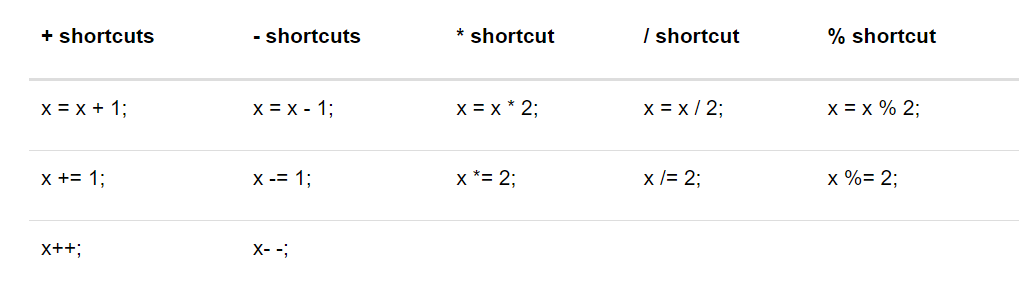 + shortcuts - shortcuts * shortcut / shortcut % shortcut
x = x + 1; x = x - 1; x = x * 2; x = x / 2; x = x % 2;
x += 1; x -= 1; x *= 2; x /= 2; x %= 2;
x++; x- -;